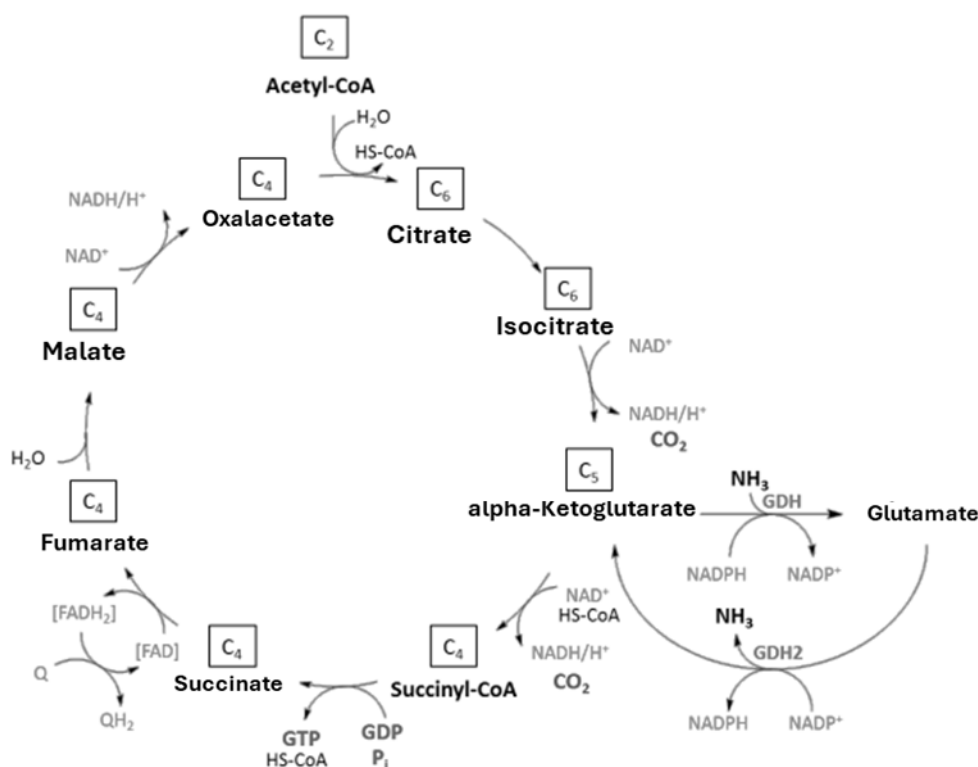 C₂
Acetyl-CoA
H₂O
HS-CoA
C₄
Oxalacetate
C₆
Citrate
NADH/H⁺
NAD⁺
C₄
Malate
C₆
Isocitrate
NAD⁺
NADH/H⁺
CO₂
H₂O
C₄
Fumarate
C₅
alpha-Ketoglutarate
NH₃
GDH
Glutamate
NADPH
NADP⁺
[FADH₂]
[FAD]
Q
QH₂
C₄
Succinate
C₄
Succinyl-CoA
NAD⁺
HS-CoA
NADH/H⁺
CO₂
GTP
HS-CoA
GDP
Pᵢ
NH₃
GDH2
NADPH
NADP⁺